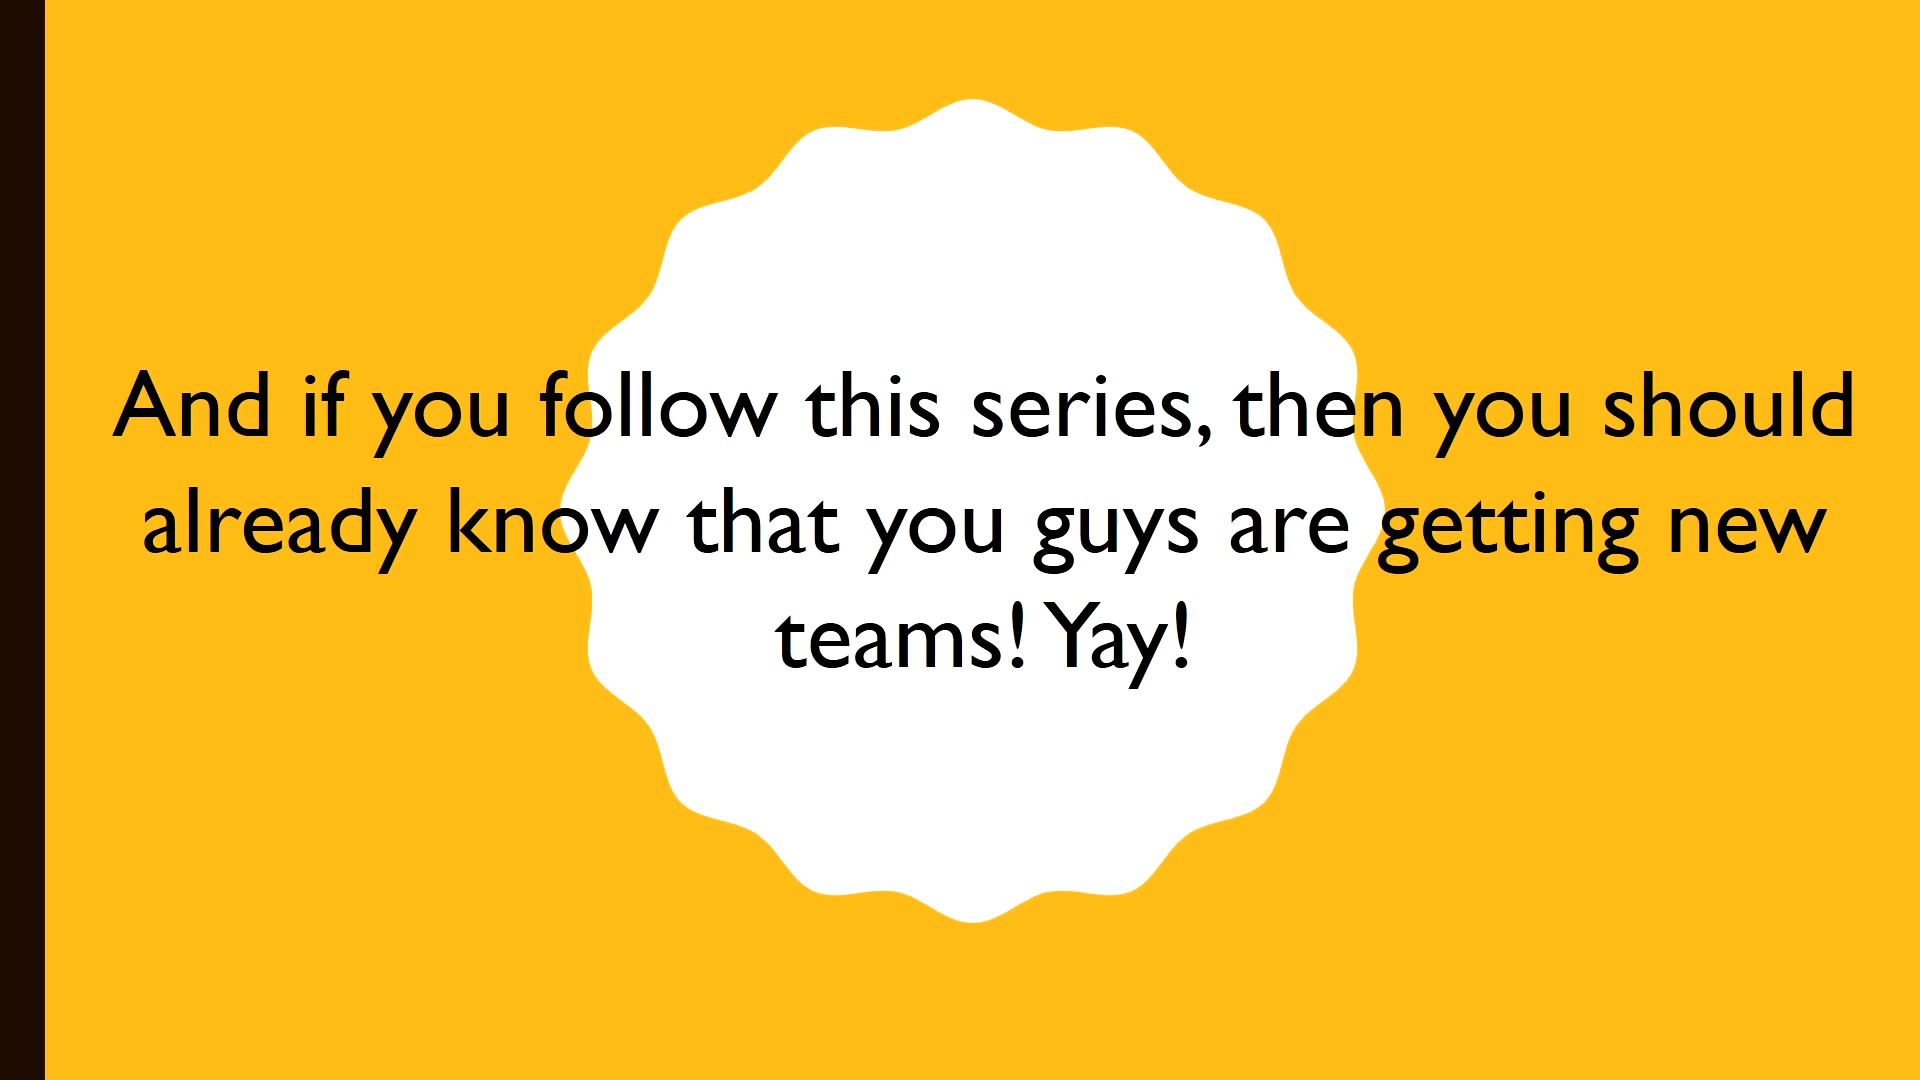 And if you follow this series, then you should
already know that you guys are getting new
teams! Yay!